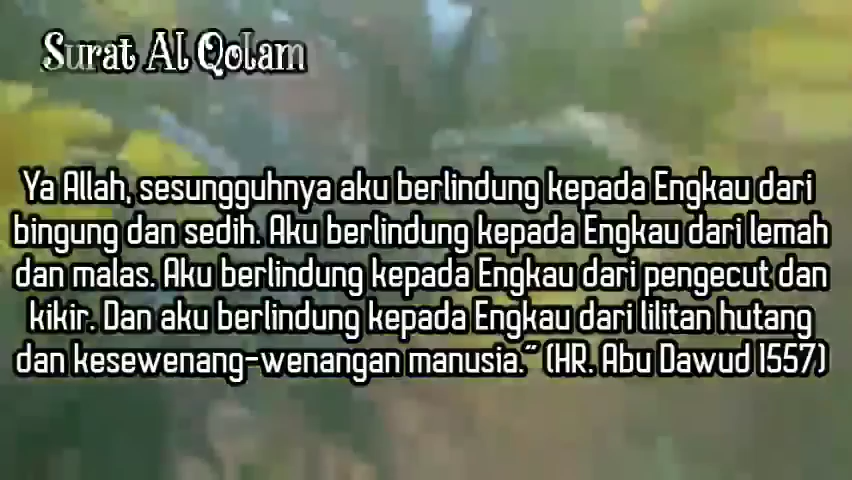 Surat Al Qolam
Ya Allah, sesungguhnya aku berlindung kepada Engkau dari
bingung dan sedih. Aku berlindung kepada Engkau dari lemah
dan malas. Aku berlindung kepada Engkau dari pengecut dan
kikir. Dan aku berlindung kepada Engkau dari lilitan hutang
dan kesewenang-wenangan manusia." (HR. Abu Dawud 1557)